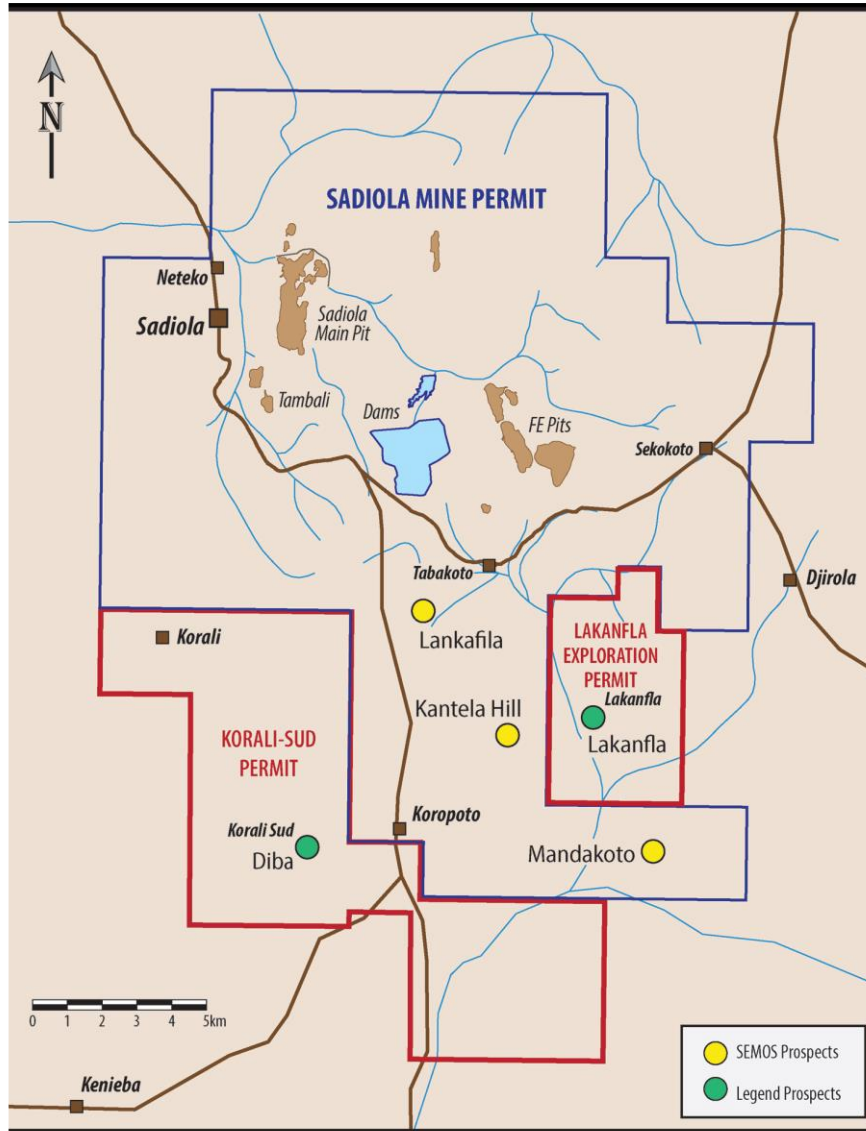 N
SADIOLA MINE PERMIT
Neteko
Sadiola
Sadiola
Main Pit
Tambali
Dams
FE Pits
Sekokoto
Tabakoto
Djirola
Lankafila
Korali
LAKANFLA
EXPLORATION
PERMIT
Lakanfla
Lakanfla
Kantela Hill
KORALI-SUD
PERMIT
Koropoto
Korali Sud
Diba
Mandakoto
0 1 2 3 4 5km
Kenieba
SEMOS Prospects
Legend Prospects